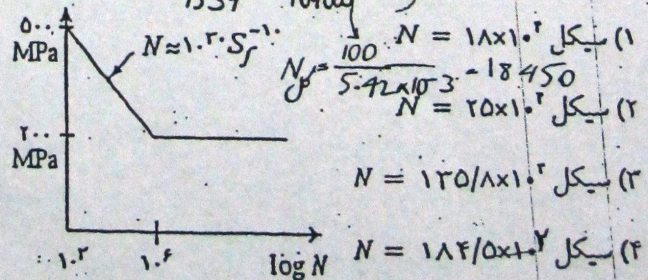 ۵۰۰
MPa
N≈۱۰^۳۰ S_f^-۱۰
۲۰۰
MPa
۱۰^۳ ۱۰^۶ log N
۱) سیکل N = ۱۸×۱۰^۳
N = 100 / 5.42×10^-3 = 18450
۲) سیکل N = ۲۵×۱۰^۳
۳) سیکل N = ۱۲۵/۸×۱۰^۳
۴) سیکل N = ۱۸۴/۵×۱۰^۳